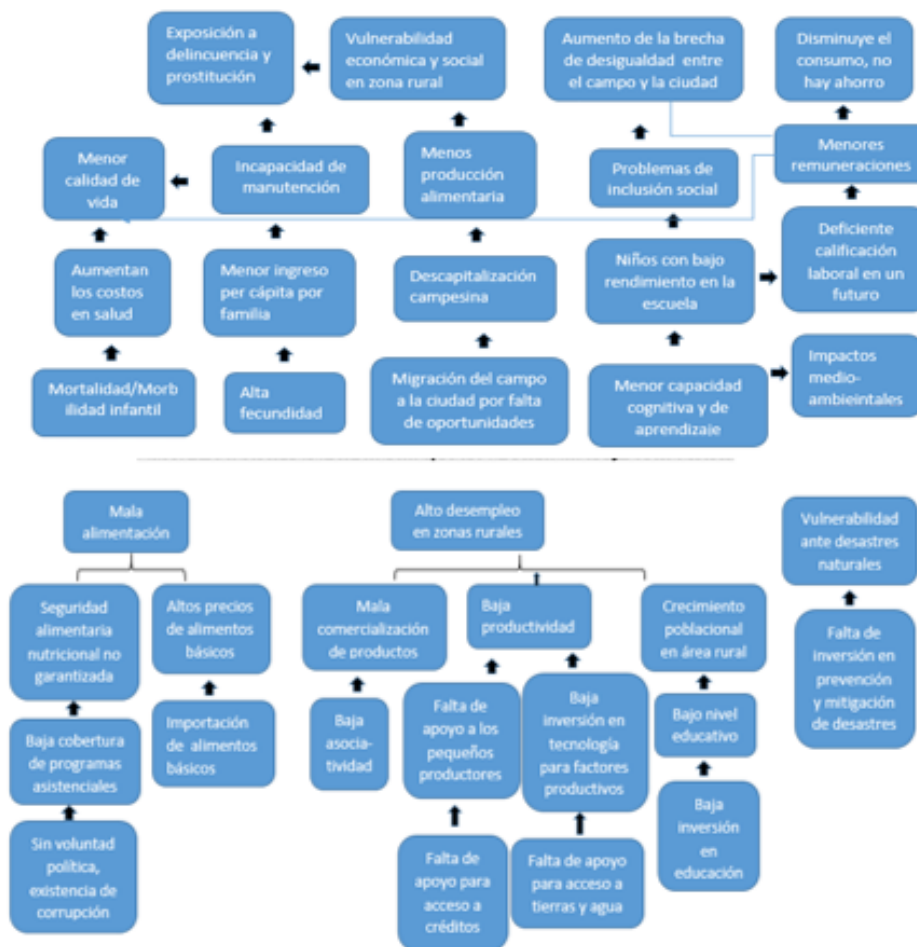 Exposición a
delincuencia y
prostitución
Vulnerabilidad
económica y social
en zona rural
Aumento de la brecha
de desigualdad entre
el campo y la ciudad
Disminuye el
consumo, no
hay ahorro
Menor
calidad de
vida
Incapacidad de
manutención
Menos
producción
alimentaria
Problemas de
inclusión social
Menores
remuneraciones
Aumentan
los costos
en salud
Menor ingreso
per cápita por
familia
Descapitalización
campesina
Niños con bajo
rendimiento en la
escuela
Deficiente
calificación
laboral en un
futuro
Mortalidad/Morb
ilidad infantil
Alta
fecundidad
Migración del campo
a la ciudad por falta
de oportunidades
Menor capacidad
cognitiva y de
aprendizaje
Impactos
medio-
ambieintales
Mala
alimentación
Alto desempleo
en zonas rurales
Vulnerabilidad
ante desastres
naturales
Seguridad
alimentaria
nutricional no
garantizada
Altos precios
de alimentos
básicos
Mala
comercialización
de productos
Baja
productividad
Crecimiento
poblacional
en área rural
Falta de
inversión en
prevención
y mitigación
de desastres
Baja cobertura
de programas
asistenciales
Importación
de alimentos
básicos
Baja
asocia-
tividad
Falta de
apoyo a los
pequeños
productores
Baja
inversión en
tecnología
para factores
productivos
Bajo nivel
educativo
Sin voluntad
política,
existencia de
corrupción
Falta de
apoyo para
acceso a
créditos
Falta de apoyo
para acceso a
tierras y agua
Baja
inversión
en
educación